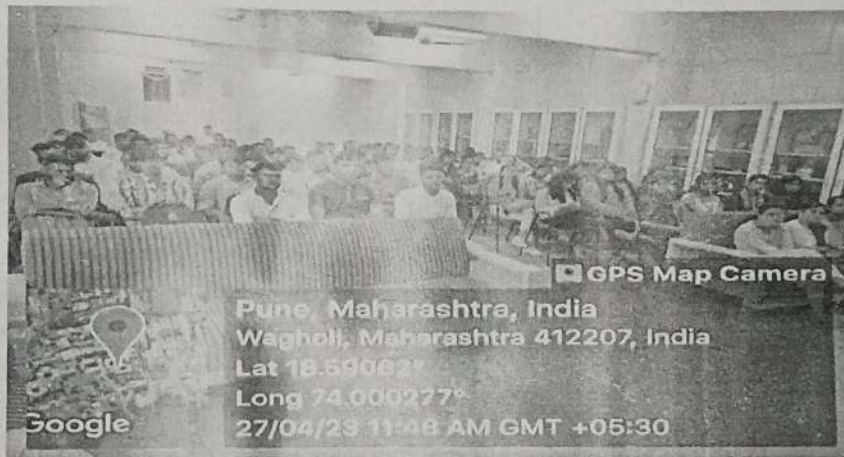 GPS Map Camera
Pune, Maharashtra, India
Wagholi, Maharashtra 412207, India
Lat
Long 74.000277°
27/04/23 11:46 AM GMT +05:30
Google